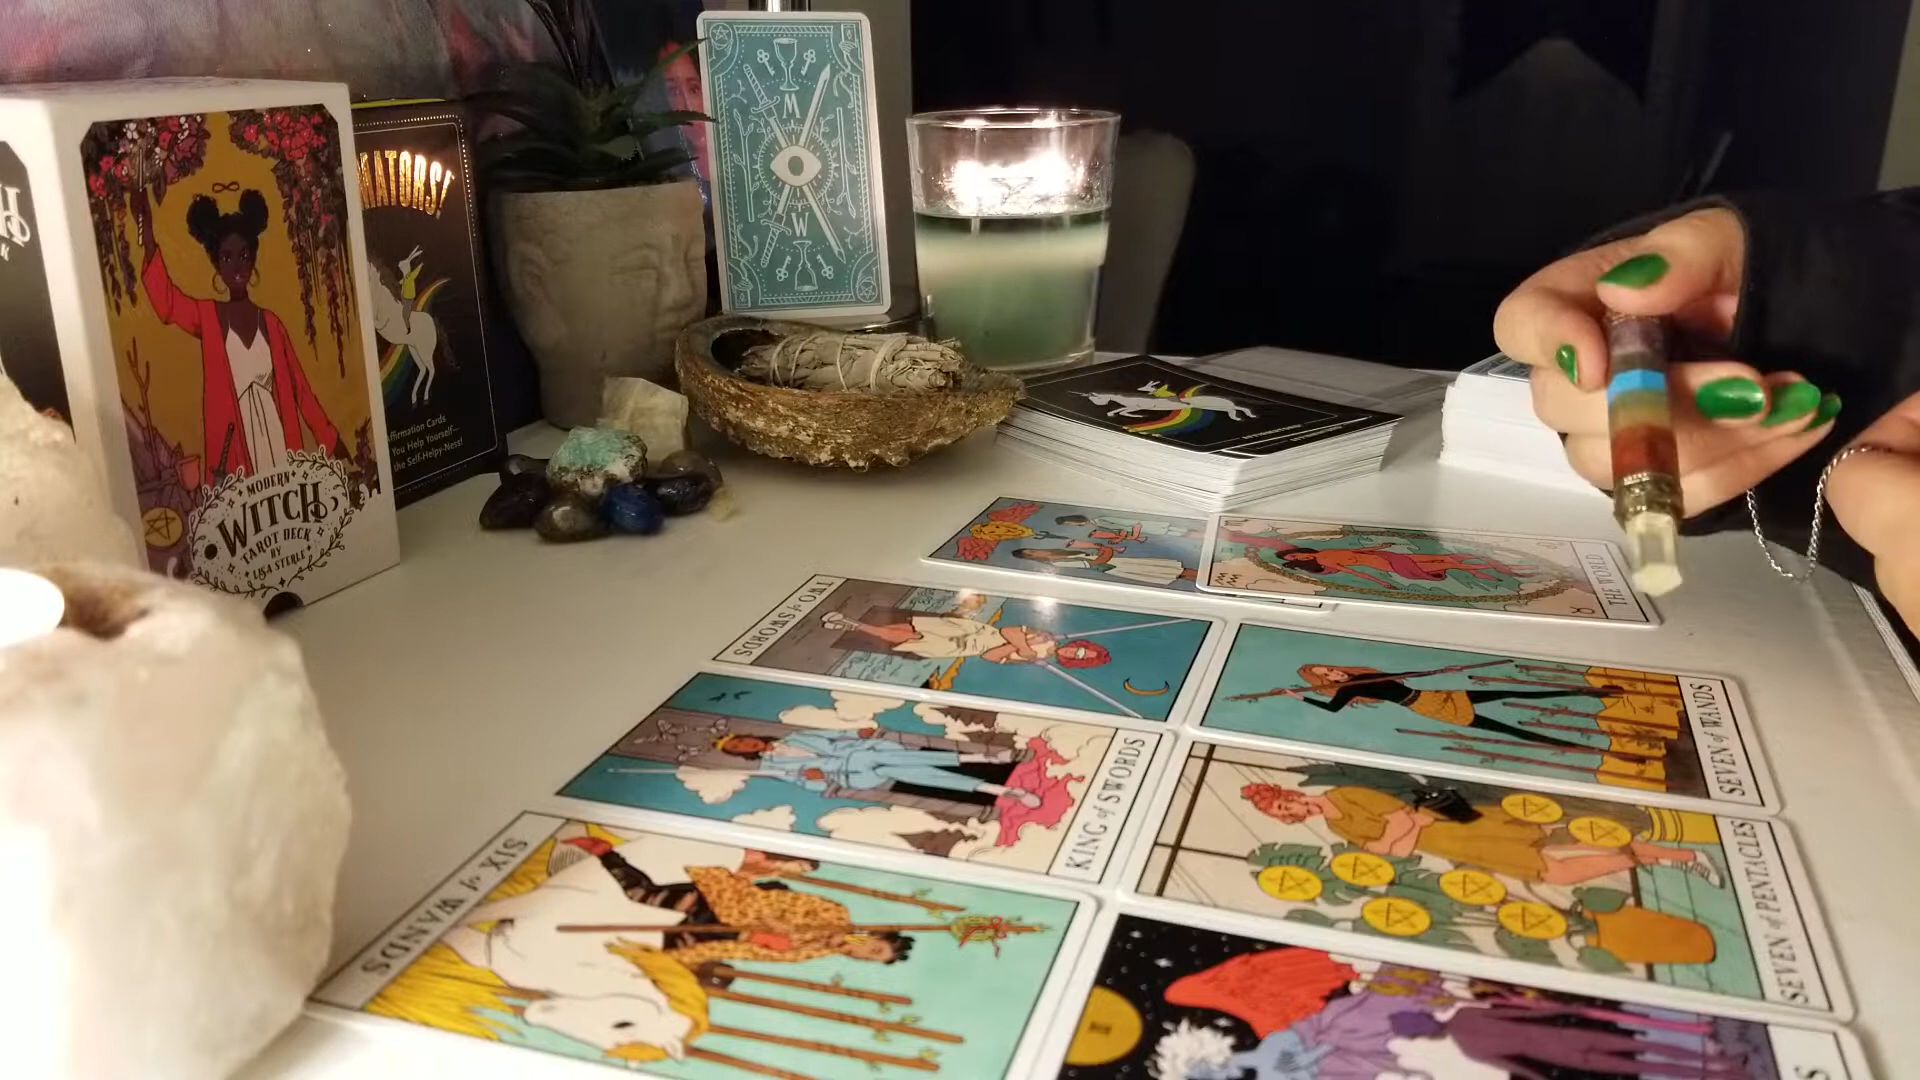 MODERN
WITCH
TAROT DECK
BY
LISA STERLE
MATORS!
Affirmation Cards
You Help Yourself—
the Self-Helpy-Ness!
M
W
THE WORLD
TWO of SWORDS
SEVEN of WANDS
KING of SWORDS
SEVEN of PENTACLES
SIX of WANDS